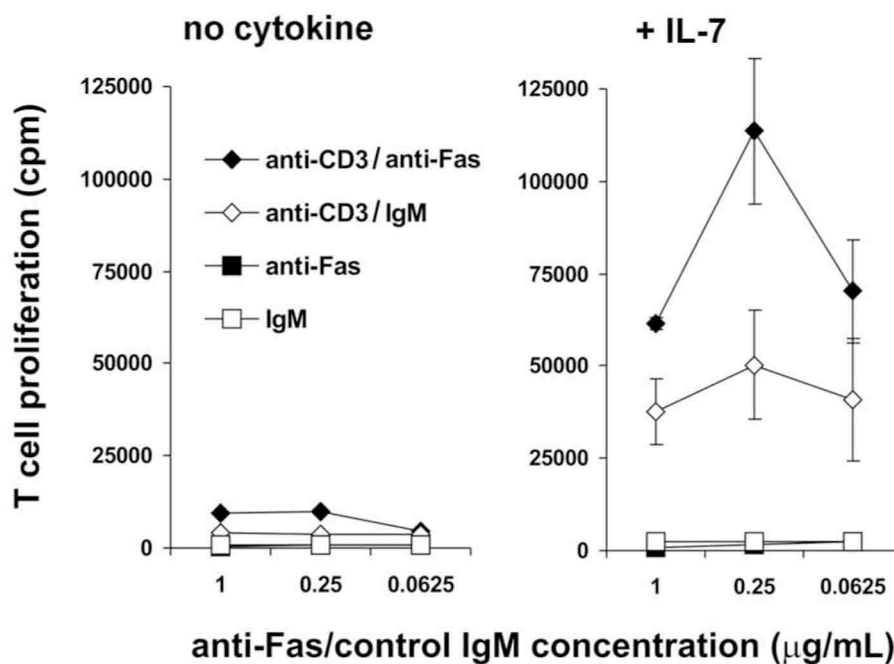 no cytokine
+ IL-7
T cell proliferation (cpm)
125000
100000
75000
50000
25000
0
anti-CD3/anti-Fas
anti-CD3/IgM
anti-Fas
IgM
1
0.25
0.0625
125000
100000
75000
50000
25000
0
1
0.25
0.0625
anti-Fas/control IgM concentration (μg/mL)